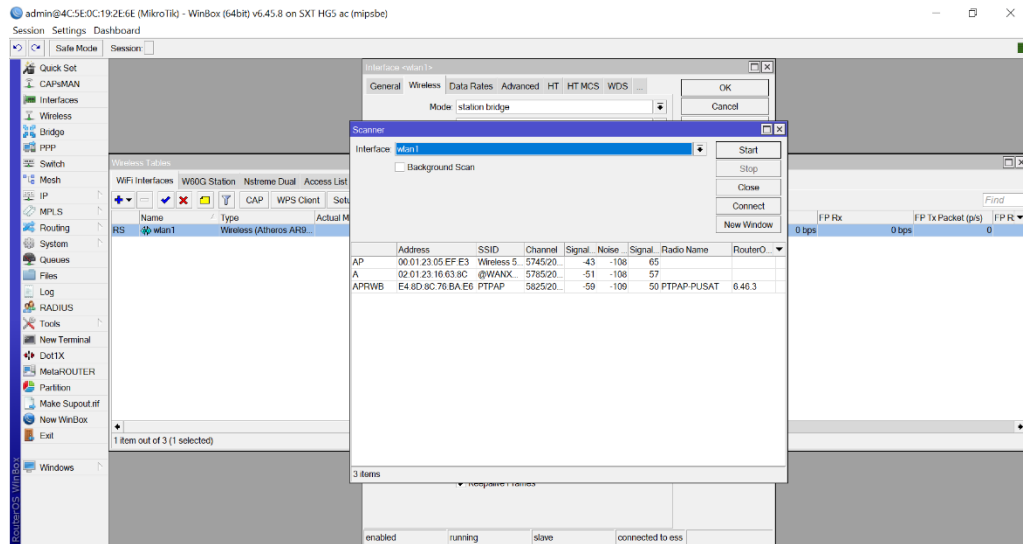 admin@4C:5E:0C:19:2E:6E (MikroTik) - WinBox (64bit) v6.45.8 on SXT HG5 ac (mipsbe)
Session Settings Dashboard
Safe Mode Session:
Quick Set
CAPsMAN
Interfaces
Wireless
Bridge
PPP
Switch
Mesh
IP
MPLS
Routing
System
Queues
Files
Log
RADIUS
Tools
New Terminal
Dot1X
MetaROUTER
Partition
Make Supout.rif
New WinBox
Exit
Windows
RouterOS WinBox
Interface <wlan1>
General Wireless Data Rates Advanced HT HT MCS WDS ...
OK
Mode: station bridge
Cancel
Wireless Tables
WiFi Interfaces W60G Station Nstreme Dual Access List
CAP WPS Client
Find
Name Type Actual M
FP Rx FP Tx Packet (p/s)
RS wlan1 Wireless (Atheros AR9...
0 bps 0 bps 0
1 item out of 3 (1 selected)
Scanner
Interface: wlan1
Start
Background Scan
Stop
Close
Connect
New Window
Address SSID Channel Signal... Noise ... Signal... Radio Name RouterO...
AP 00:01:23:05:EF:E3 Wireless 5... 5745/20... -43 -108 65
A 02:01:23:16:63:8C @WANX... 5785/20... -51 -108 57
APRWB E4:8D:8C:76:BA:E6 PTPAP 5825/20... -59 -109 50 PTPAP-PUSAT 6.46.3
3 items
enabled running slave connected to ess